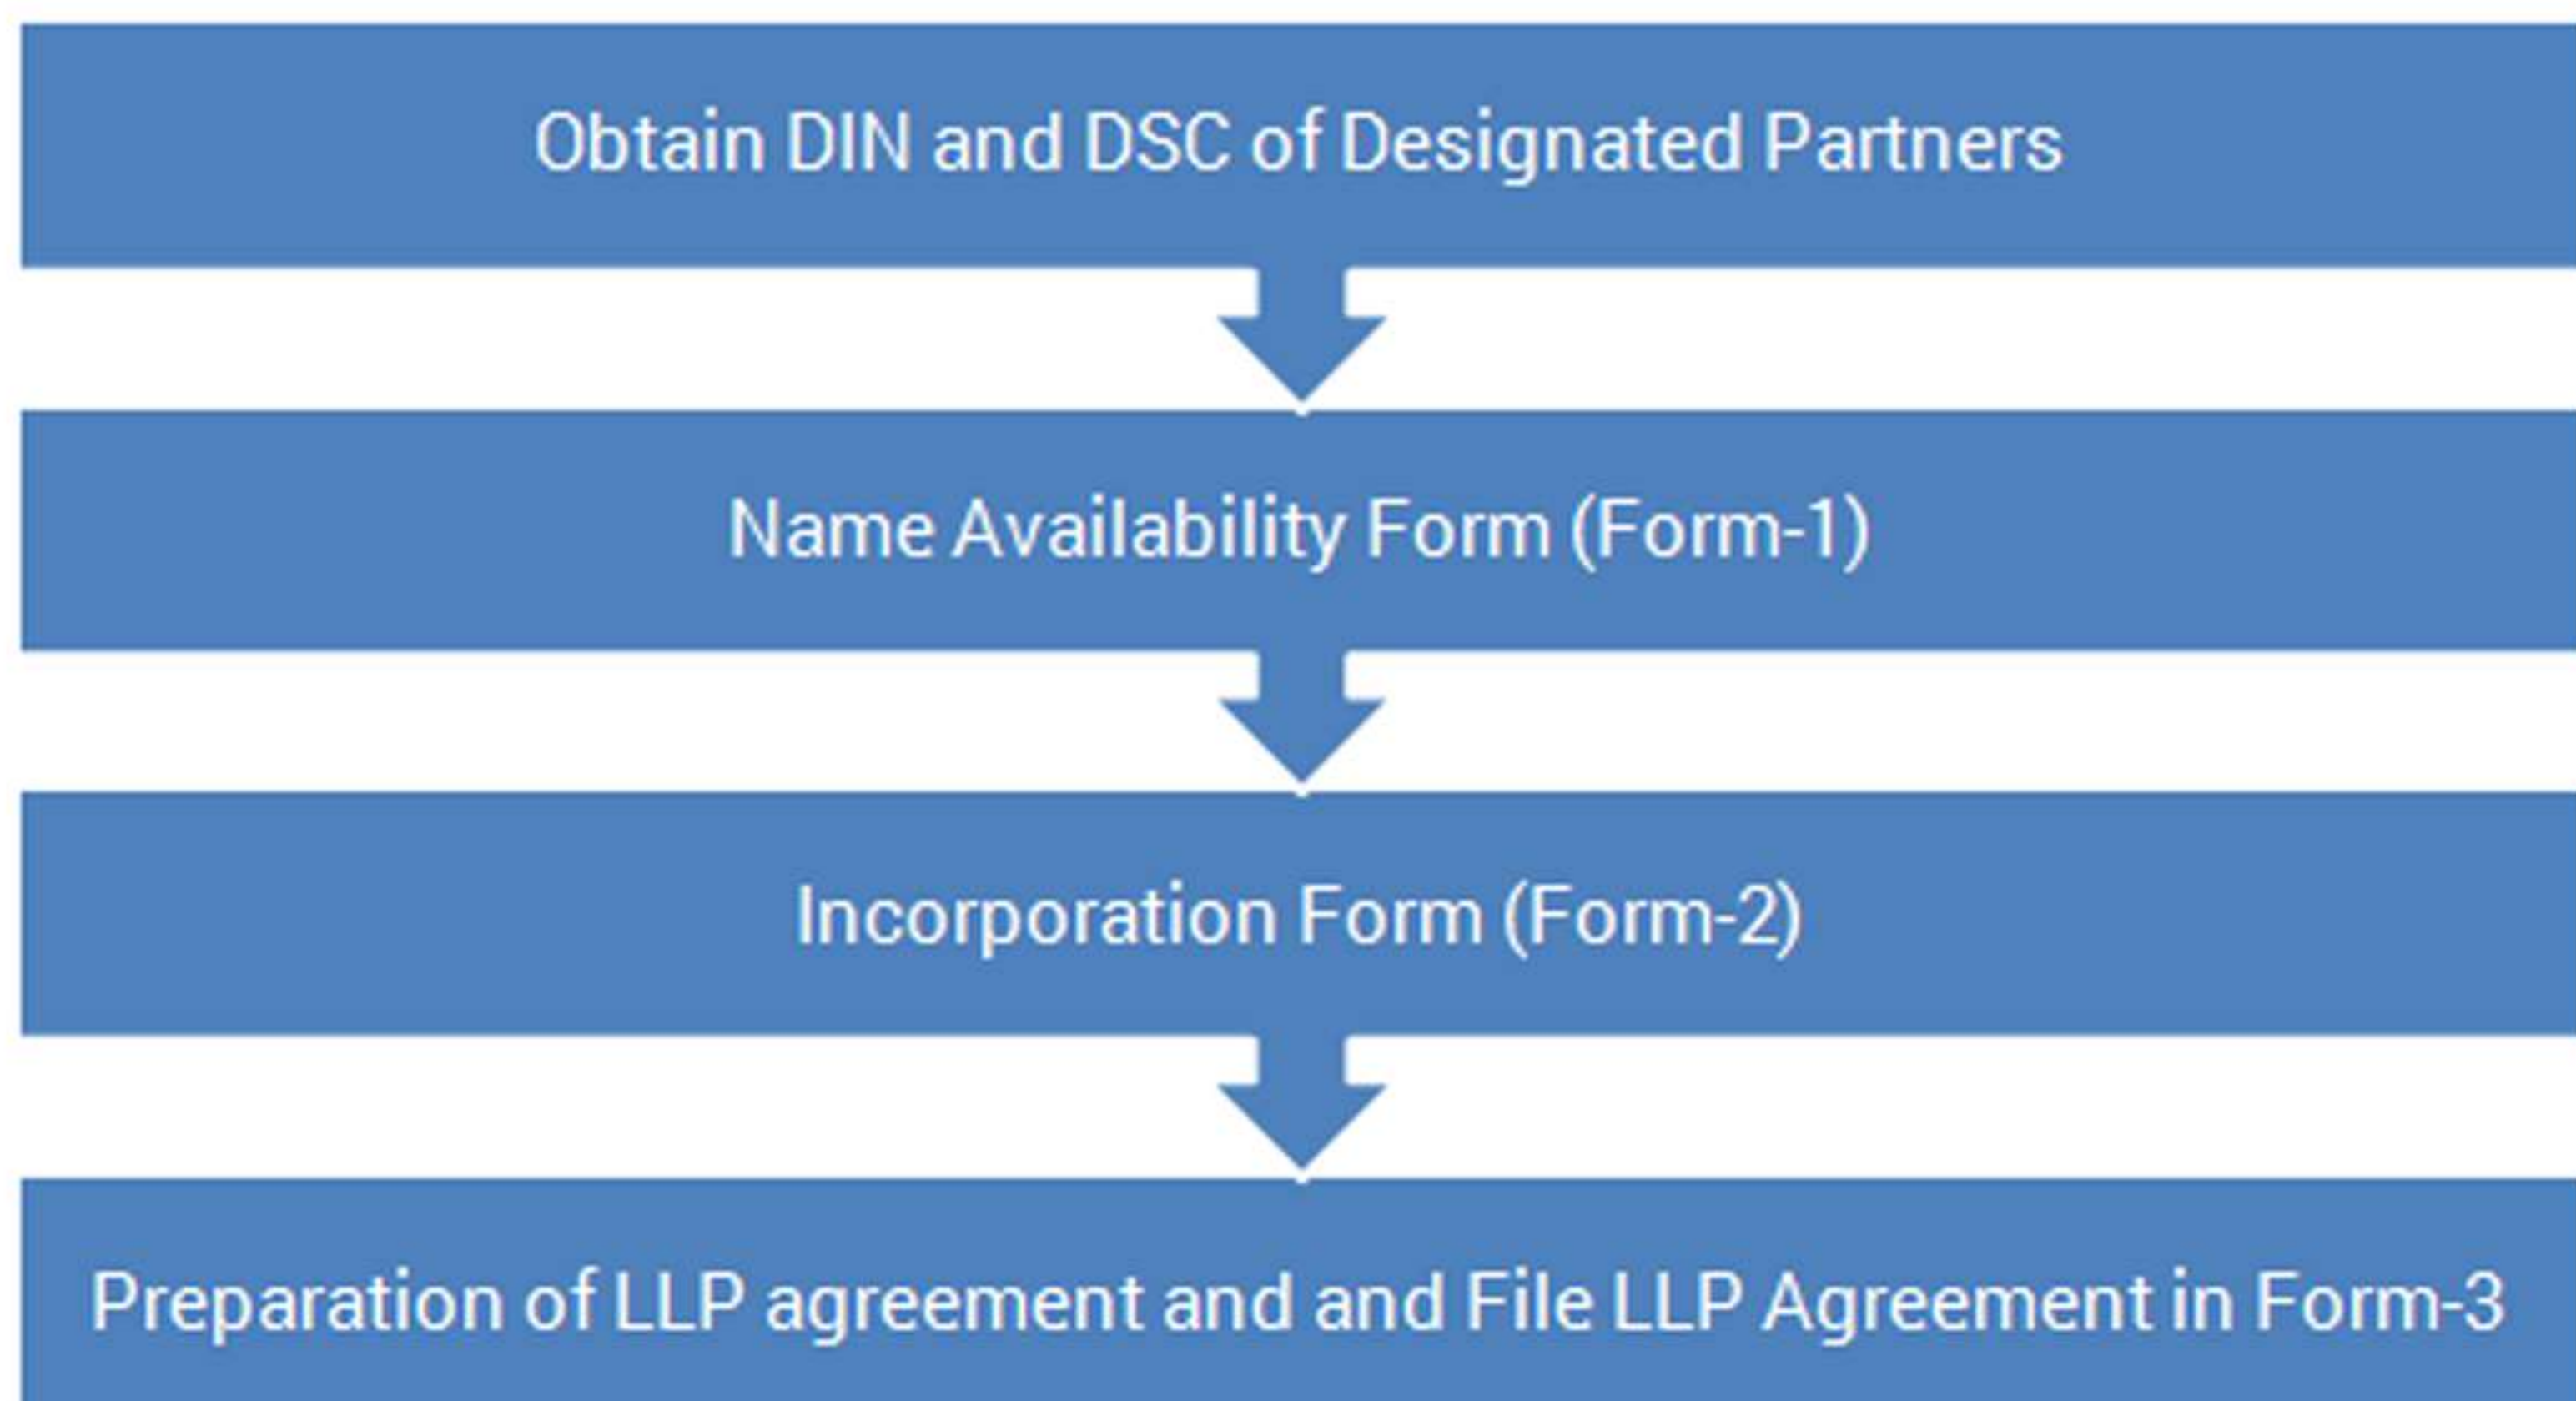 Obtain DIN and DSC of Designated Partners
Name Availability Form (Form-1)
Incorporation Form (Form-2)
Preparation of LLP agreement and and File LLP Agreement in Form-3